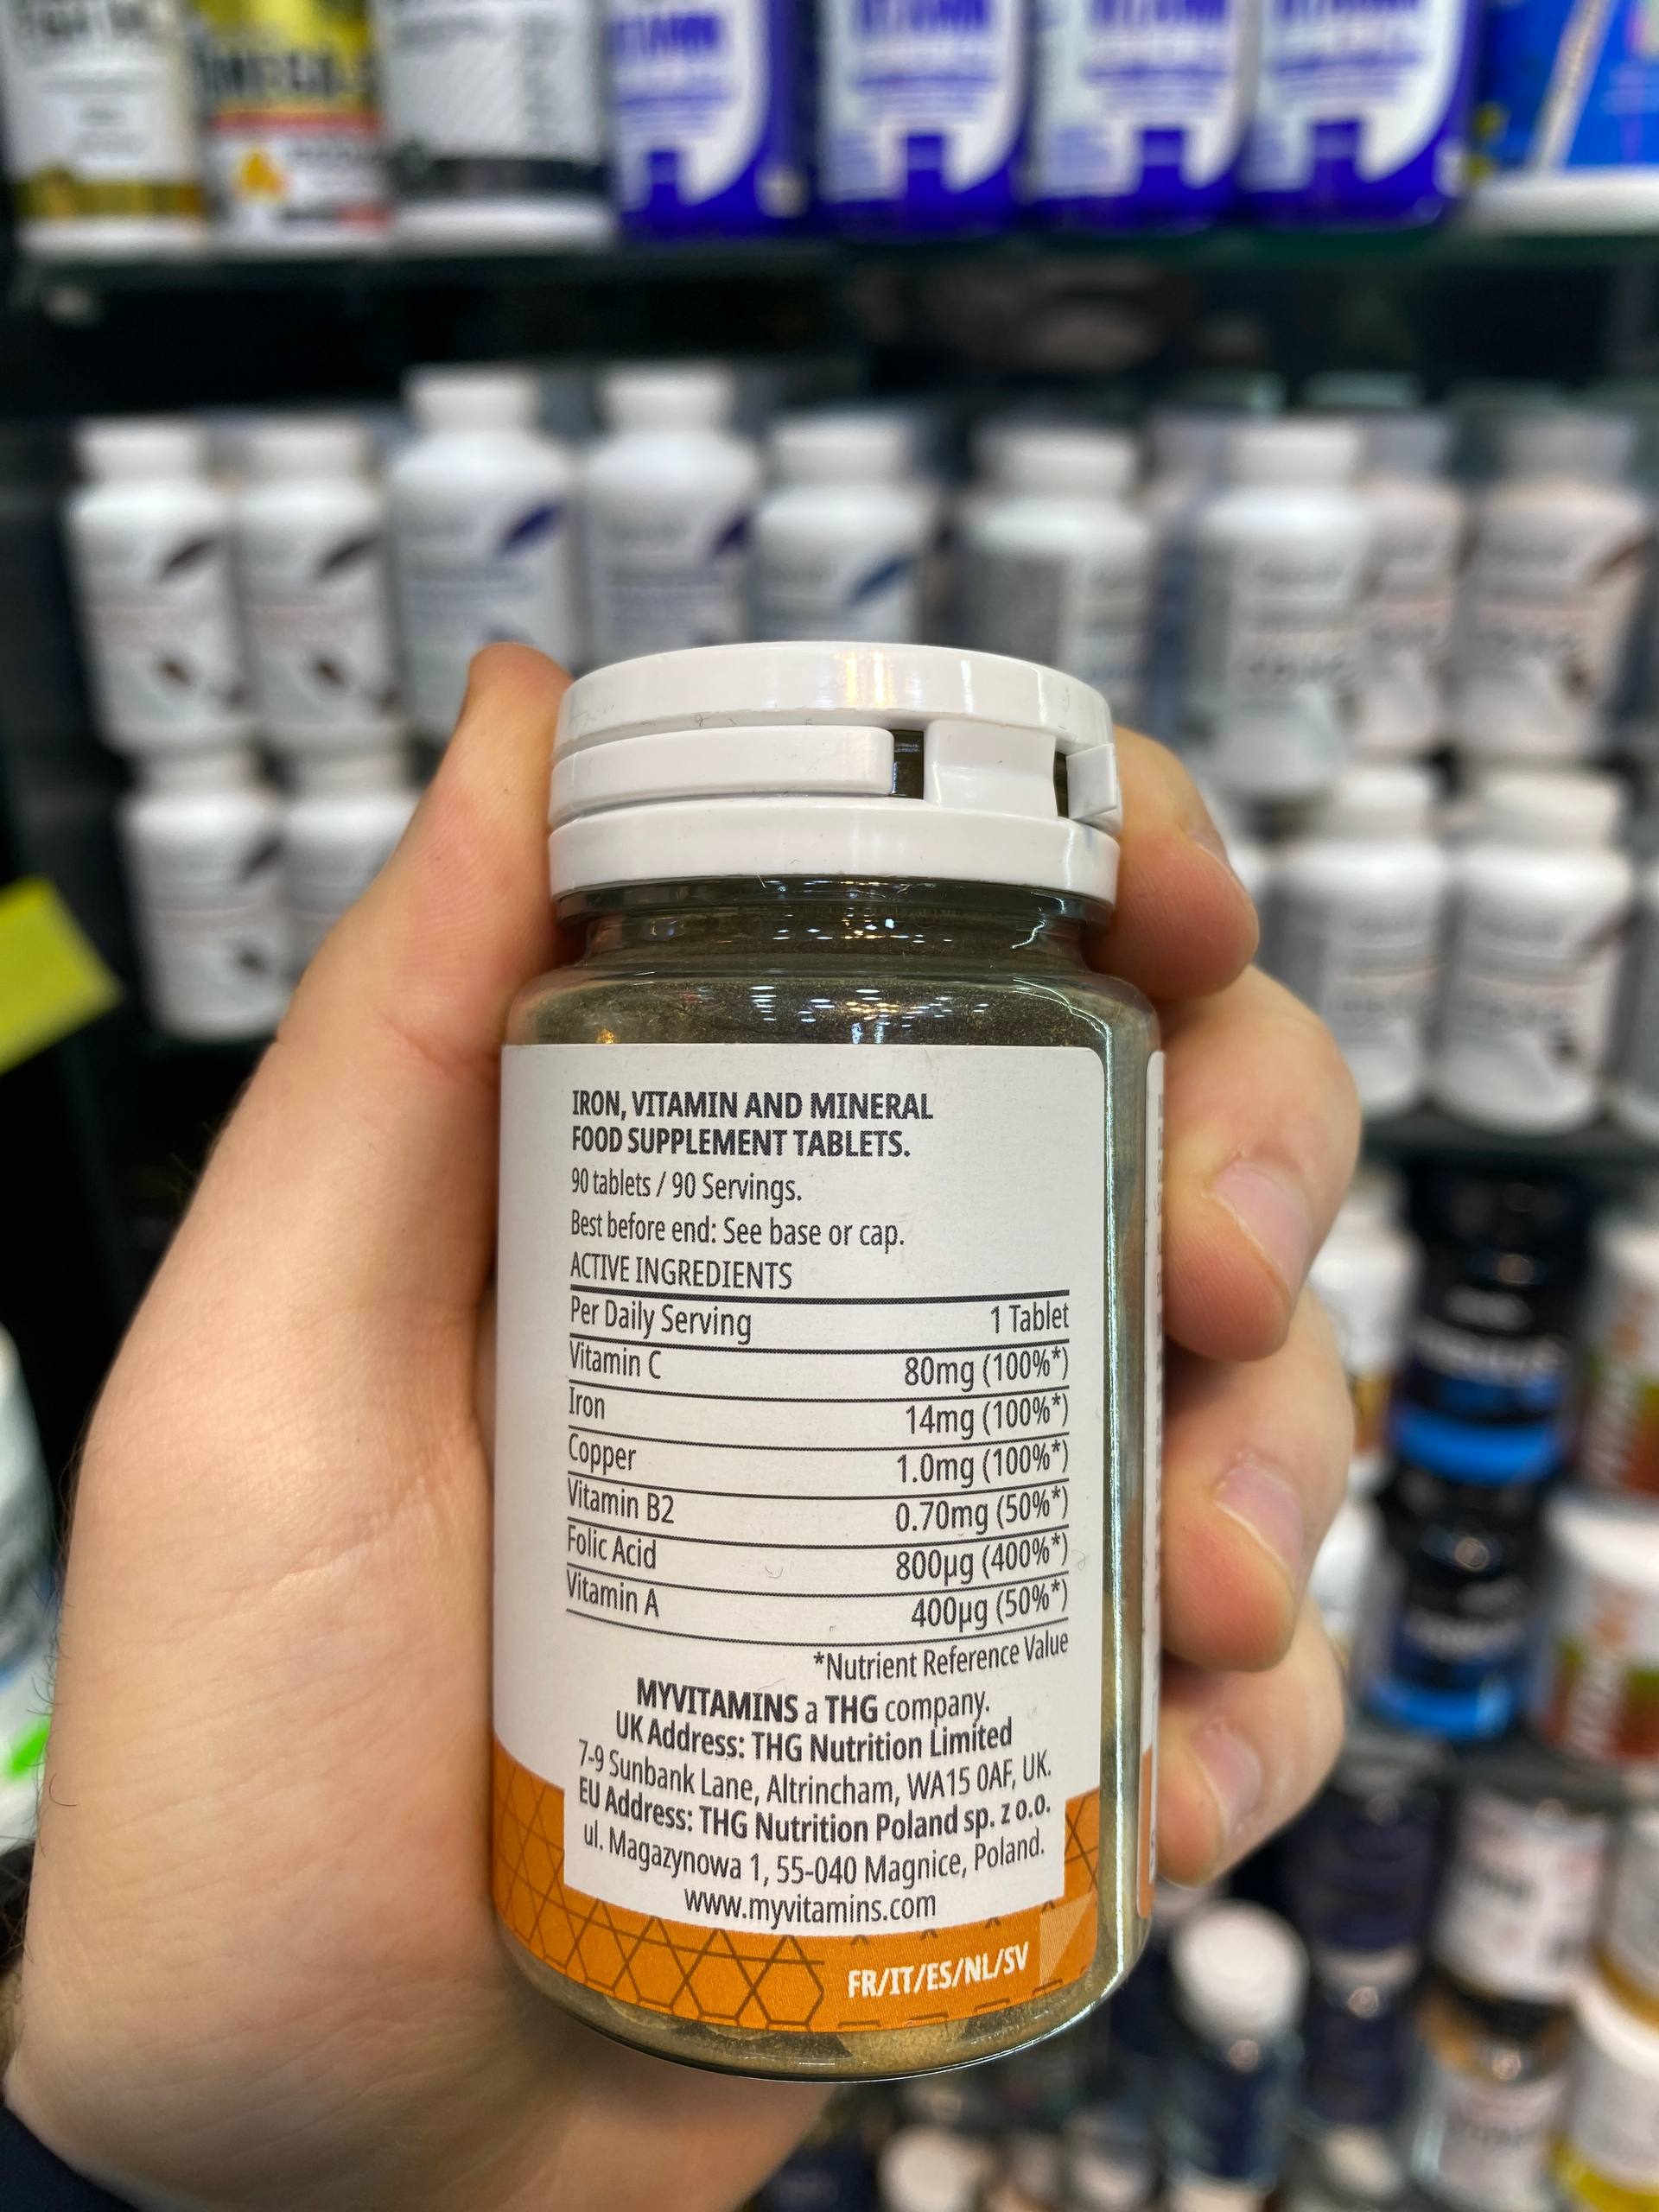 IRON, VITAMIN AND MINERAL
FOOD SUPPLEMENT TABLETS.
90 tablets / 90 Servings.
Best before end: See base or cap.
ACTIVE INGREDIENTS
Per Daily Serving 1 Tablet
Vitamin C 80mg (100%*)
Iron 14mg (100%*)
Copper 1.0mg (100%*)
Vitamin B2 0.70mg (50%*)
Folic Acid 800µg (400%*)
Vitamin A 400µg (50%*)
*Nutrient Reference Value
MYVITAMINS a THG company.
UK Address: THG Nutrition Limited
7-9 Sunbank Lane, Altrincham, WA15 0AF, UK.
EU Address: THG Nutrition Poland sp. z o.o.
ul. Magazynowa 1, 55-040 Magnice, Poland.
www.myvitamins.com
FR/IT/ES/NL/SV